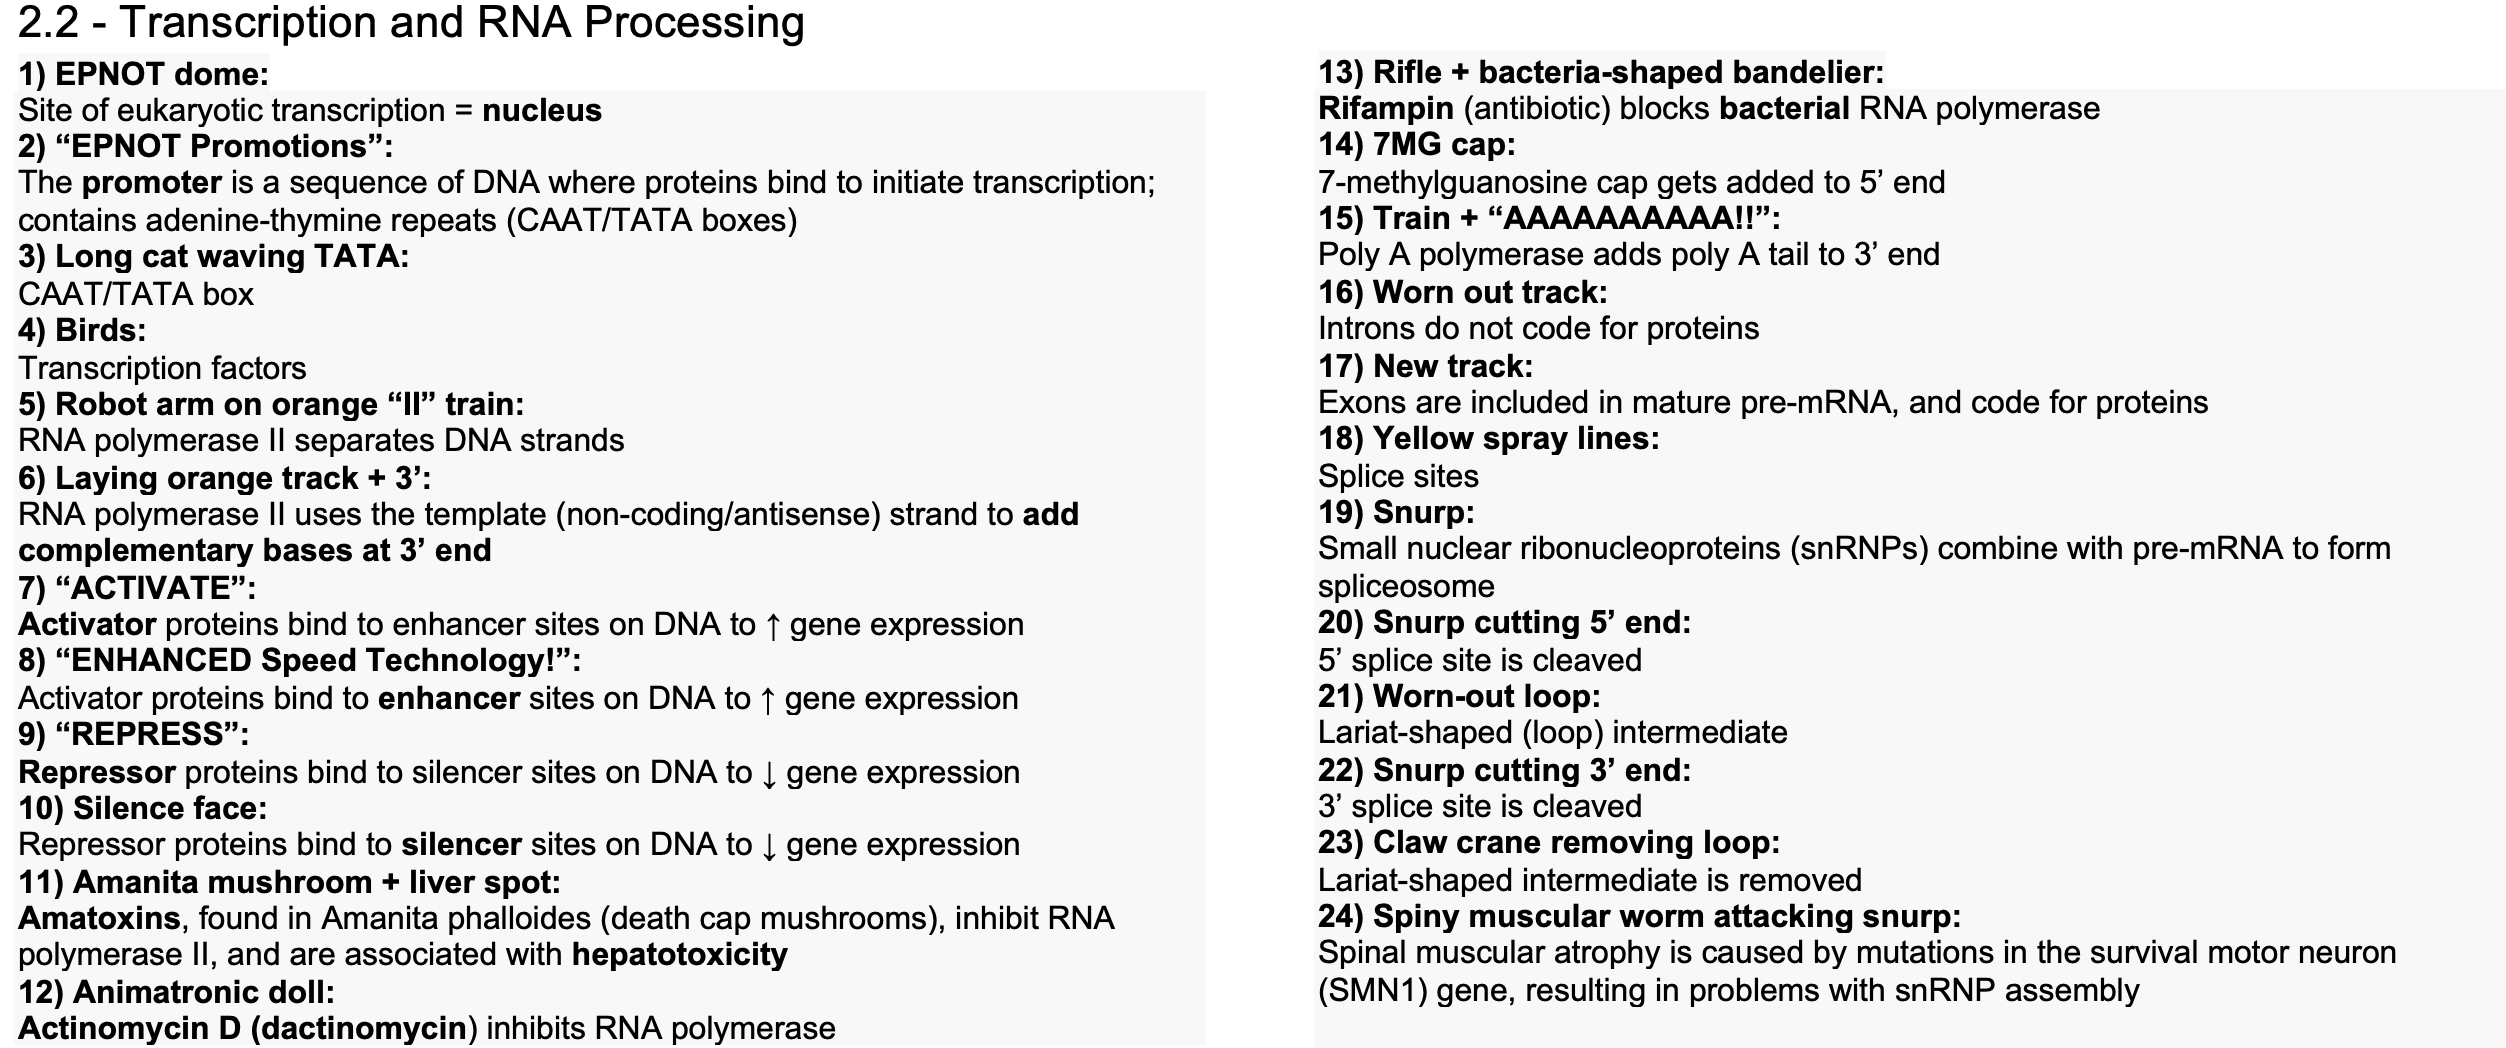 2.2 - Transcription and RNA Processing
1) EPNOT dome:
Site of eukaryotic transcription = nucleus
2) “EPNOT Promotions”:
The promoter is a sequence of DNA where proteins bind to initiate transcription;
contains adenine-thymine repeats (CAAT/TATA boxes)
3) Long cat waving TATA:
CAAT/TATA box
4) Birds:
Transcription factors
5) Robot arm on orange “II” train:
RNA polymerase II separates DNA strands
6) Laying orange track + 3’:
RNA polymerase II uses the template (non-coding/antisense) strand to add
complementary bases at 3’ end
7) “ACTIVATE”:
Activator proteins bind to enhancer sites on DNA to ↑ gene expression
8) “ENHANCED Speed Technology!”:
Activator proteins bind to enhancer sites on DNA to ↑ gene expression
9) “REPRESS”:
Repressor proteins bind to silencer sites on DNA to ↓ gene expression
10) Silence face:
Repressor proteins bind to silencer sites on DNA to ↓ gene expression
11) Amanita mushroom + liver spot:
Amatoxins, found in Amanita phalloides (death cap mushrooms), inhibit RNA
polymerase II, and are associated with hepatotoxicity
12) Animatronic doll:
Actinomycin D (dactinomycin) inhibits RNA polymerase
13) Rifle + bacteria-shaped bandelier:
Rifampin (antibiotic) blocks bacterial RNA polymerase
14) 7MG cap:
7-methylguanosine cap gets added to 5’ end
15) Train + “AAAAAAAAAA!!”:
Poly A polymerase adds poly A tail to 3’ end
16) Worn out track:
Introns do not code for proteins
17) New track:
Exons are included in mature pre-mRNA, and code for proteins
18) Yellow spray lines:
Splice sites
19) Snurp:
Small nuclear ribonucleoproteins (snRNPs) combine with pre-mRNA to form
spliceosome
20) Snurp cutting 5’ end:
5’ splice site is cleaved
21) Worn-out loop:
Lariat-shaped (loop) intermediate
22) Snurp cutting 3’ end:
3’ splice site is cleaved
23) Claw crane removing loop:
Lariat-shaped intermediate is removed
24) Spiny muscular worm attacking snurp:
Spinal muscular atrophy is caused by mutations in the survival motor neuron
(SMN1) gene, resulting in problems with snRNP assembly